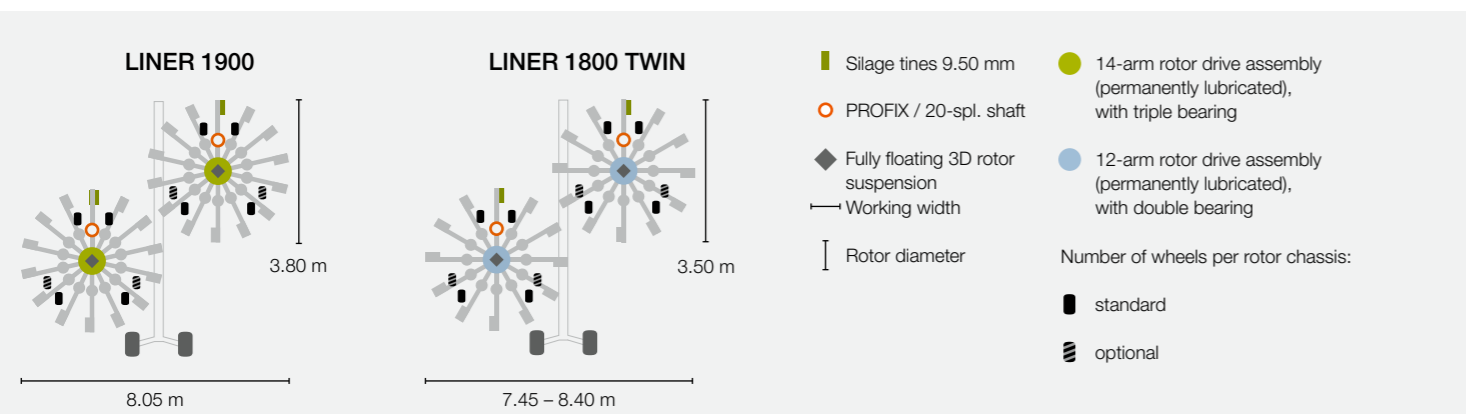 LINER 1900
3.80 m
8.05 m
LINER 1800 TWIN
3.50 m
7.45 – 8.40 m
Silage tines 9.50 mm
PROFIX / 20-spl. shaft
Fully floating 3D rotor
suspension
Working width
Rotor diameter
14-arm rotor drive assembly
(permanently lubricated),
with triple bearing
12-arm rotor drive assembly
(permanently lubricated),
with double bearing
Number of wheels per rotor chassis:
standard
optional